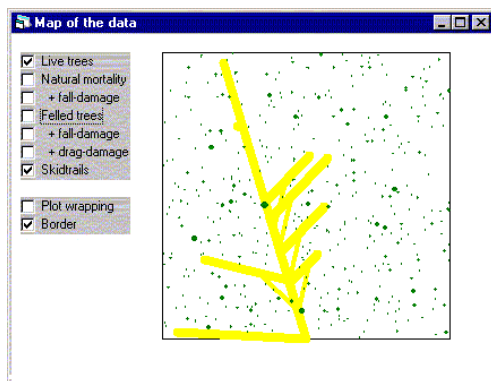 Map of the data
Live trees
Natural mortality
+ fall-damage
Felled trees
+ fall-damage
+ drag-damage
Skidtrails
Plot wrapping
Border